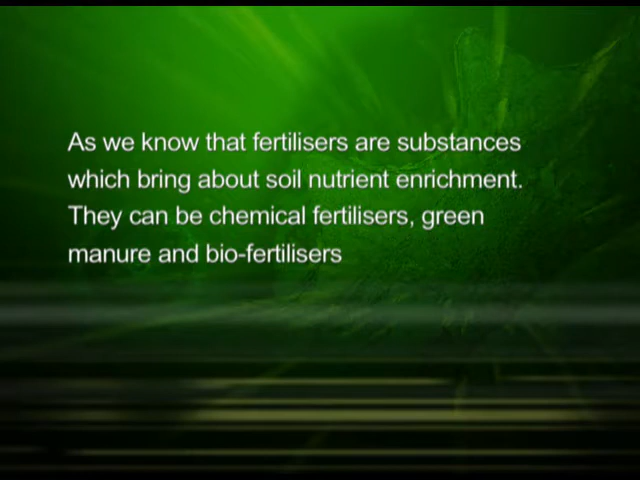 As we know that fertilisers are substances
which bring about soil nutrient enrichment.
They can be chemical fertilisers, green
manure and bio-fertilisers